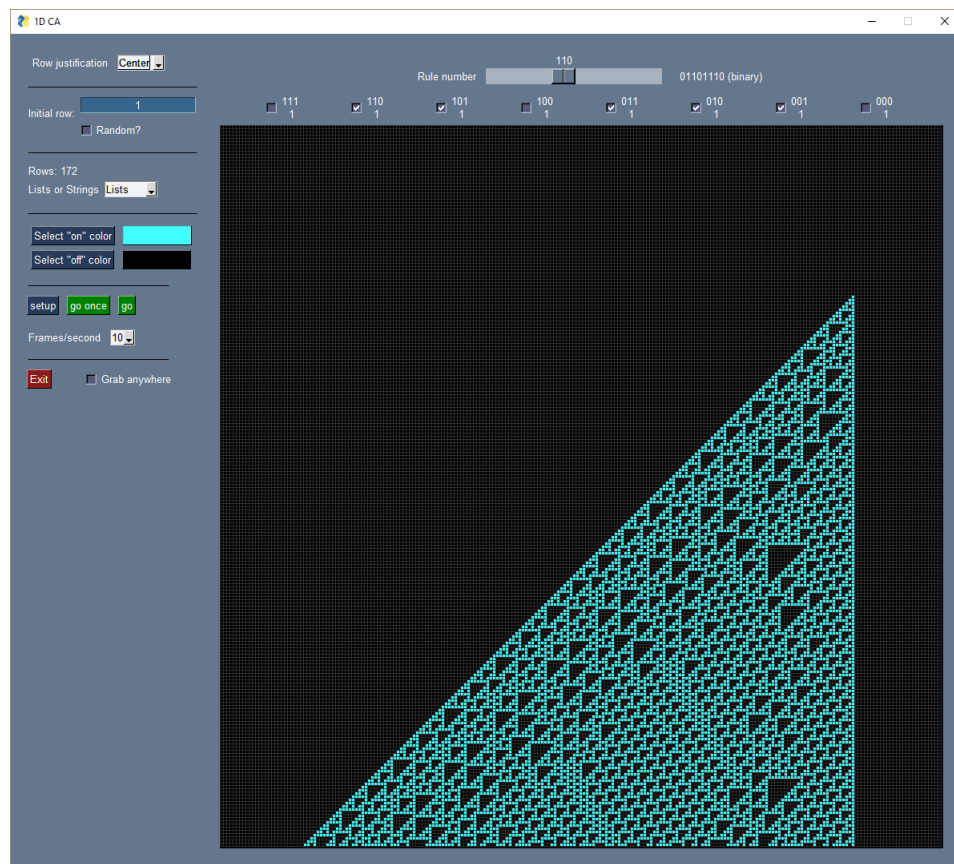 1D CA
Row justification Center
110
Rule number 01101110 (binary)
111 110 101 100 011 010 001 000
1 1 1 1 1 1 1 1
Initial row: 1
Random?
Rows: 172
Lists or Strings Lists
Select "on" color
Select "off" color
setup go once go
Frames/second 10
Exit Grab anywhere